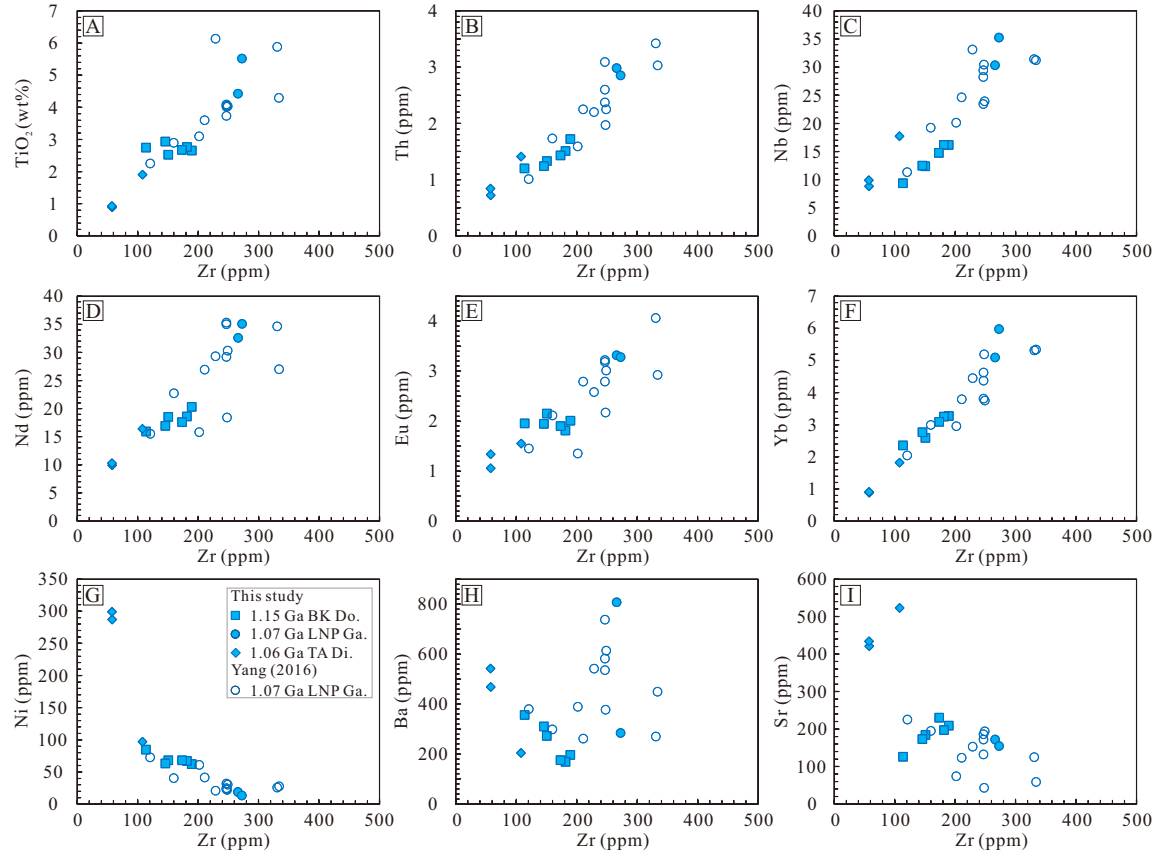 A
7
6
5
4
3
2
1
0
TiO₂ (wt%)
0 100 200 300 400 500
Zr (ppm)
B
4
3
2
1
0
Th (ppm)
0 100 200 300 400 500
Zr (ppm)
C
40
35
30
25
20
15
10
5
0
Nb (ppm)
0 100 200 300 400 500
Zr (ppm)
D
40
35
30
25
20
15
10
5
0
Nd (ppm)
0 100 200 300 400 500
Zr (ppm)
E
4
3
2
1
0
Eu (ppm)
0 100 200 300 400 500
Zr (ppm)
F
7
6
5
4
3
2
1
0
Yb (ppm)
0 100 200 300 400 500
Zr (ppm)
G
350
300
250
200
150
100
50
0
Ni (ppm)
This study
1.15 Ga BK Do.
1.07 Ga LNP Ga.
1.06 Ga TA Di.
Yang (2016)
1.07 Ga LNP Ga.
0 100 200 300 400 500
Zr (ppm)
H
800
600
400
200
0
Ba (ppm)
0 100 200 300 400 500
Zr (ppm)
I
600
500
400
300
200
100
0
Sr (ppm)
0 100 200 300 400 500
Zr (ppm)